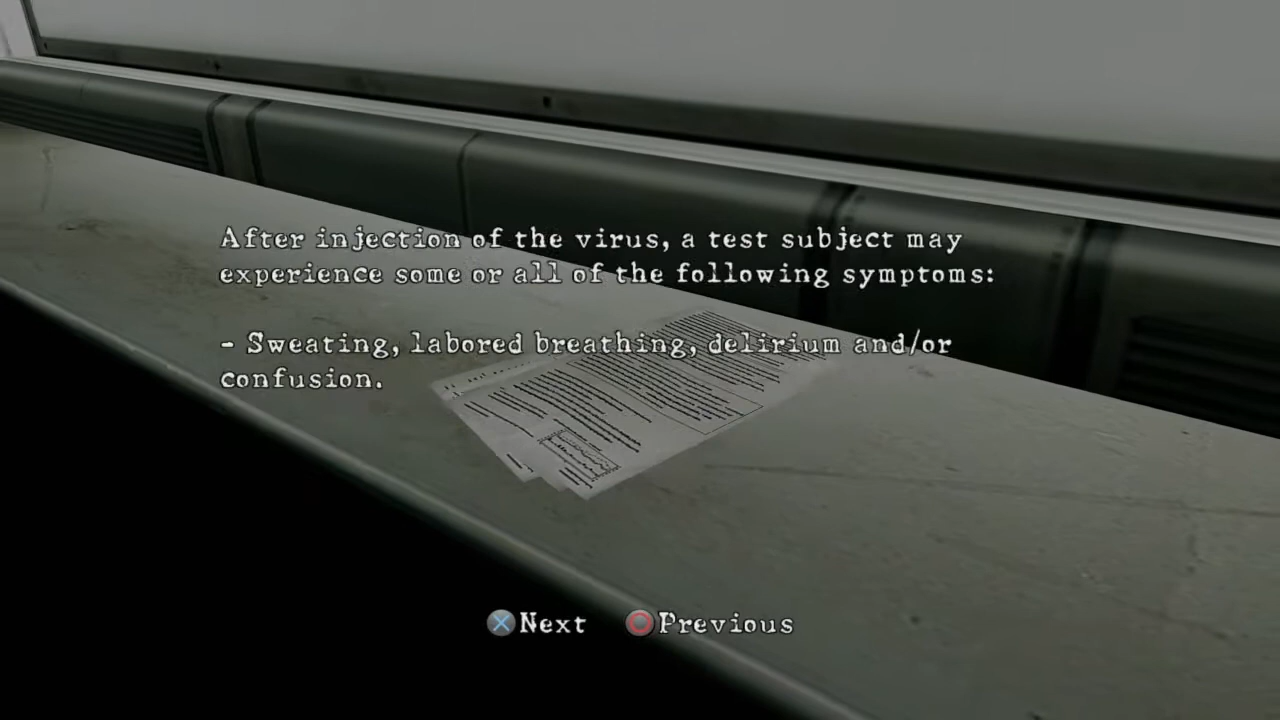 After injection of the virus, a test subject may
experience some or all of the following symptoms:
- Sweating, labored breathing, delirium and/or
confusion.
Next Previous